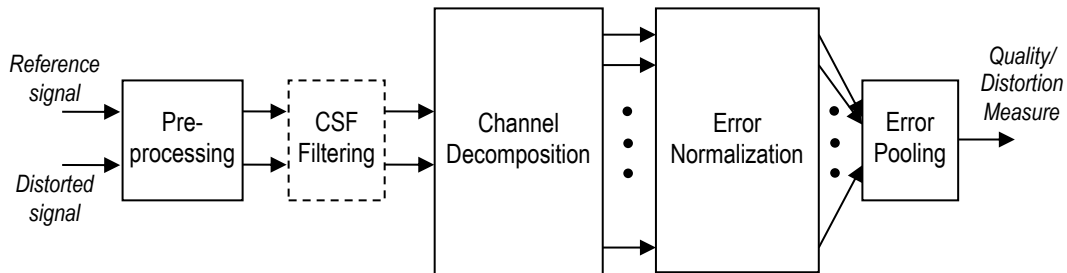 Reference
signal
Distorted
signal
Pre-
processing
CSF
Filtering
Channel
Decomposition
Error
Normalization
Error
Pooling
Quality/
Distortion
Measure